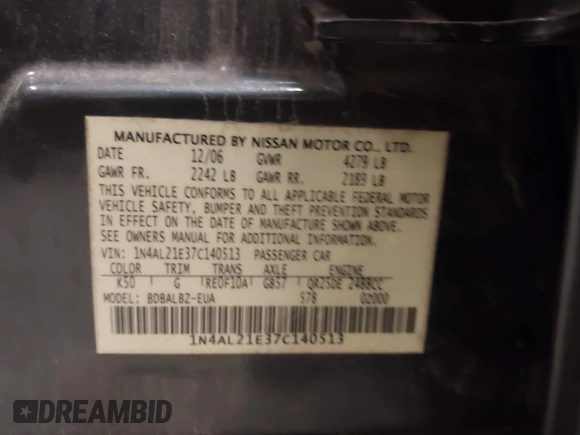 MANUFACTURED BY NISSAN MOTOR CO., LTD.
DATE 12/06 GVWR 4279 LB
GAWR FR. 2242 LB GAWR RR. 2189 LB
THIS VEHICLE CONFORMS TO ALL APPLICABLE FEDERAL MOTOR
VEHICLE SAFETY, BUMPER AND THEFT PREVENTION STANDARDS
IN EFFECT ON THE DATE OF MANUFACTURE SHOWN ABOVE.
SEE OWNERS MANUAL FOR ADDITIONAL INFORMATION.
VIN: 1N4AL21E37C140513 PASSENGER CAR
COLOR TRIM TRANS AXLE ENGINE
K50 G RE0F10A G857 QR25DE 2488CC
MODEL: BDBALBZ-EUA 578 02000
1N4AL21E37C140513
DREAMBID